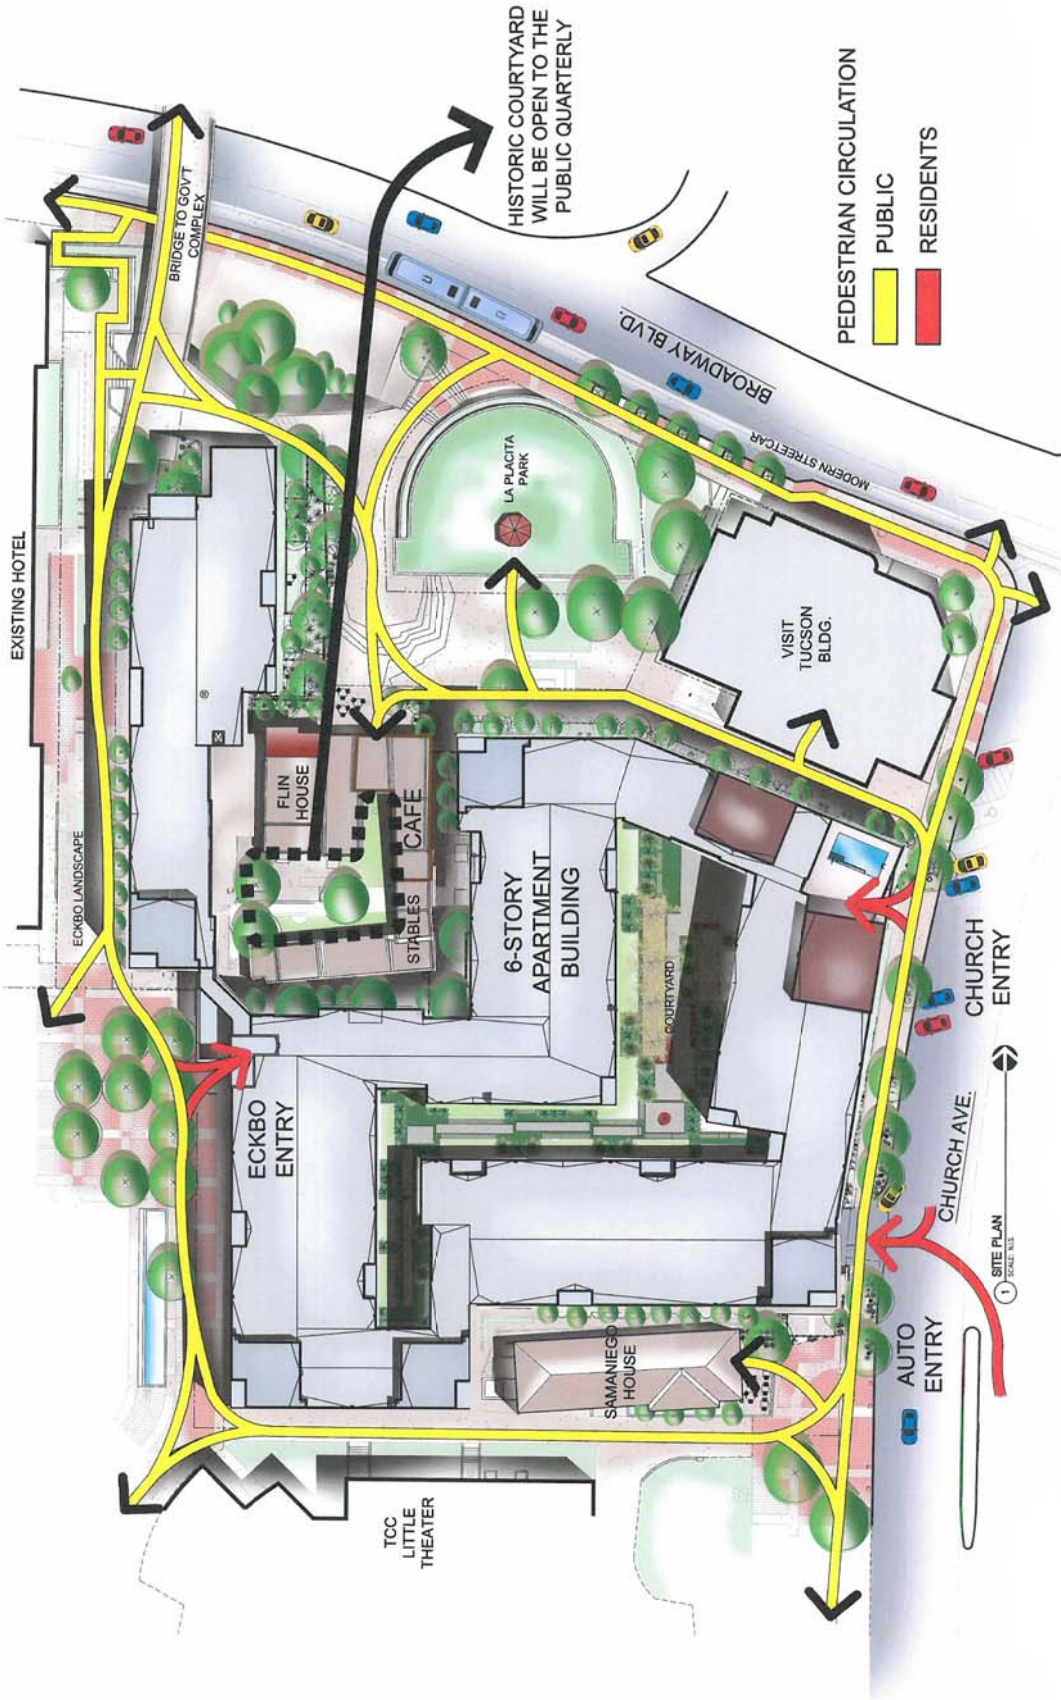 EXISTING HOTEL
BRIDGE TO GOV'T
COMPLEX
HISTORIC COURTYARD
WILL BE OPEN TO THE
PUBLIC QUARTERLY
PEDESTRIAN CIRCULATION
PUBLIC
RESIDENTS
BROADWAY BLVD.
MODERN STREETCAR
LA PLACITA
PARK
VISIT
TUCSON
BLDG.
ECKBO LANDSCAPE
FLIN
HOUSE
CAFE
STABLES
6-STORY
APARTMENT
BUILDING
COURTYARD
CHURCH
ENTRY
ECKBO
ENTRY
CHURCH AVE.
SAMANIEGO
HOUSE
AUTO
ENTRY
1
SITE PLAN
SCALE: N.T.S.
TCC
LITTLE
THEATER